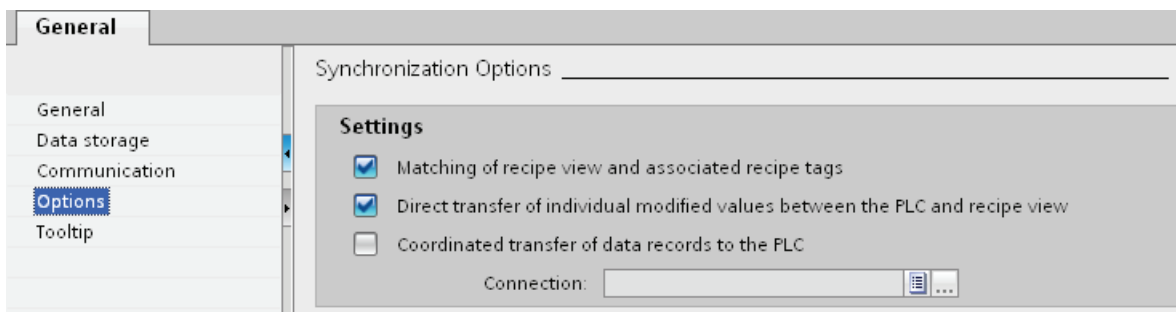 General
Synchronization Options
General
Data storage
Communication
Options
Tooltip
Settings
Matching of recipe view and associated recipe tags
Direct transfer of individual modified values between the PLC and recipe view
Coordinated transfer of data records to the PLC
Connection:
...